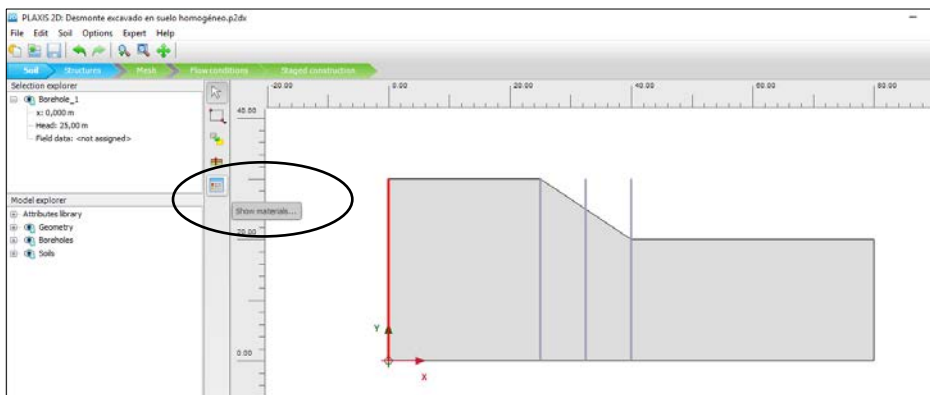 PLAXIS 2D: Desmonte excavado en suelo homogéneo.p2dx
File Edit Soil Options Expert Help
Soil Structures Mesh Flow conditions Staged construction
Selection explorer
Borehole_1
x: 0,000 m
Head: 25,00 m
Field data: <not assigned>
Model explorer
Attributes library
Geometry
Boreholes
Soils
Show materials...
-20.00 0.00 20.00 40.00 60.00 80.00
40.00
20.00
0.00
Y
X